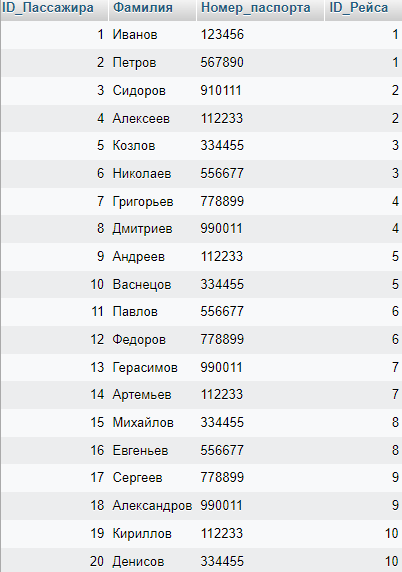 ID_Пассажира Фамилия Номер_паспорта ID_Рейса
1 Иванов 123456 1
2 Петров 567890 1
3 Сидоров 910111 2
4 Алексеев 112233 2
5 Козлов 334455 3
6 Николаев 556677 3
7 Григорьев 778899 4
8 Дмитриев 990011 4
9 Андреев 112233 5
10 Васнецов 334455 5
11 Павлов 556677 6
12 Федоров 778899 6
13 Герасимов 990011 7
14 Артемьев 112233 7
15 Михайлов 334455 8
16 Евгеньев 556677 8
17 Сергеев 778899 9
18 Александров 990011 9
19 Кириллов 112233 10
20 Денисов 334455 10